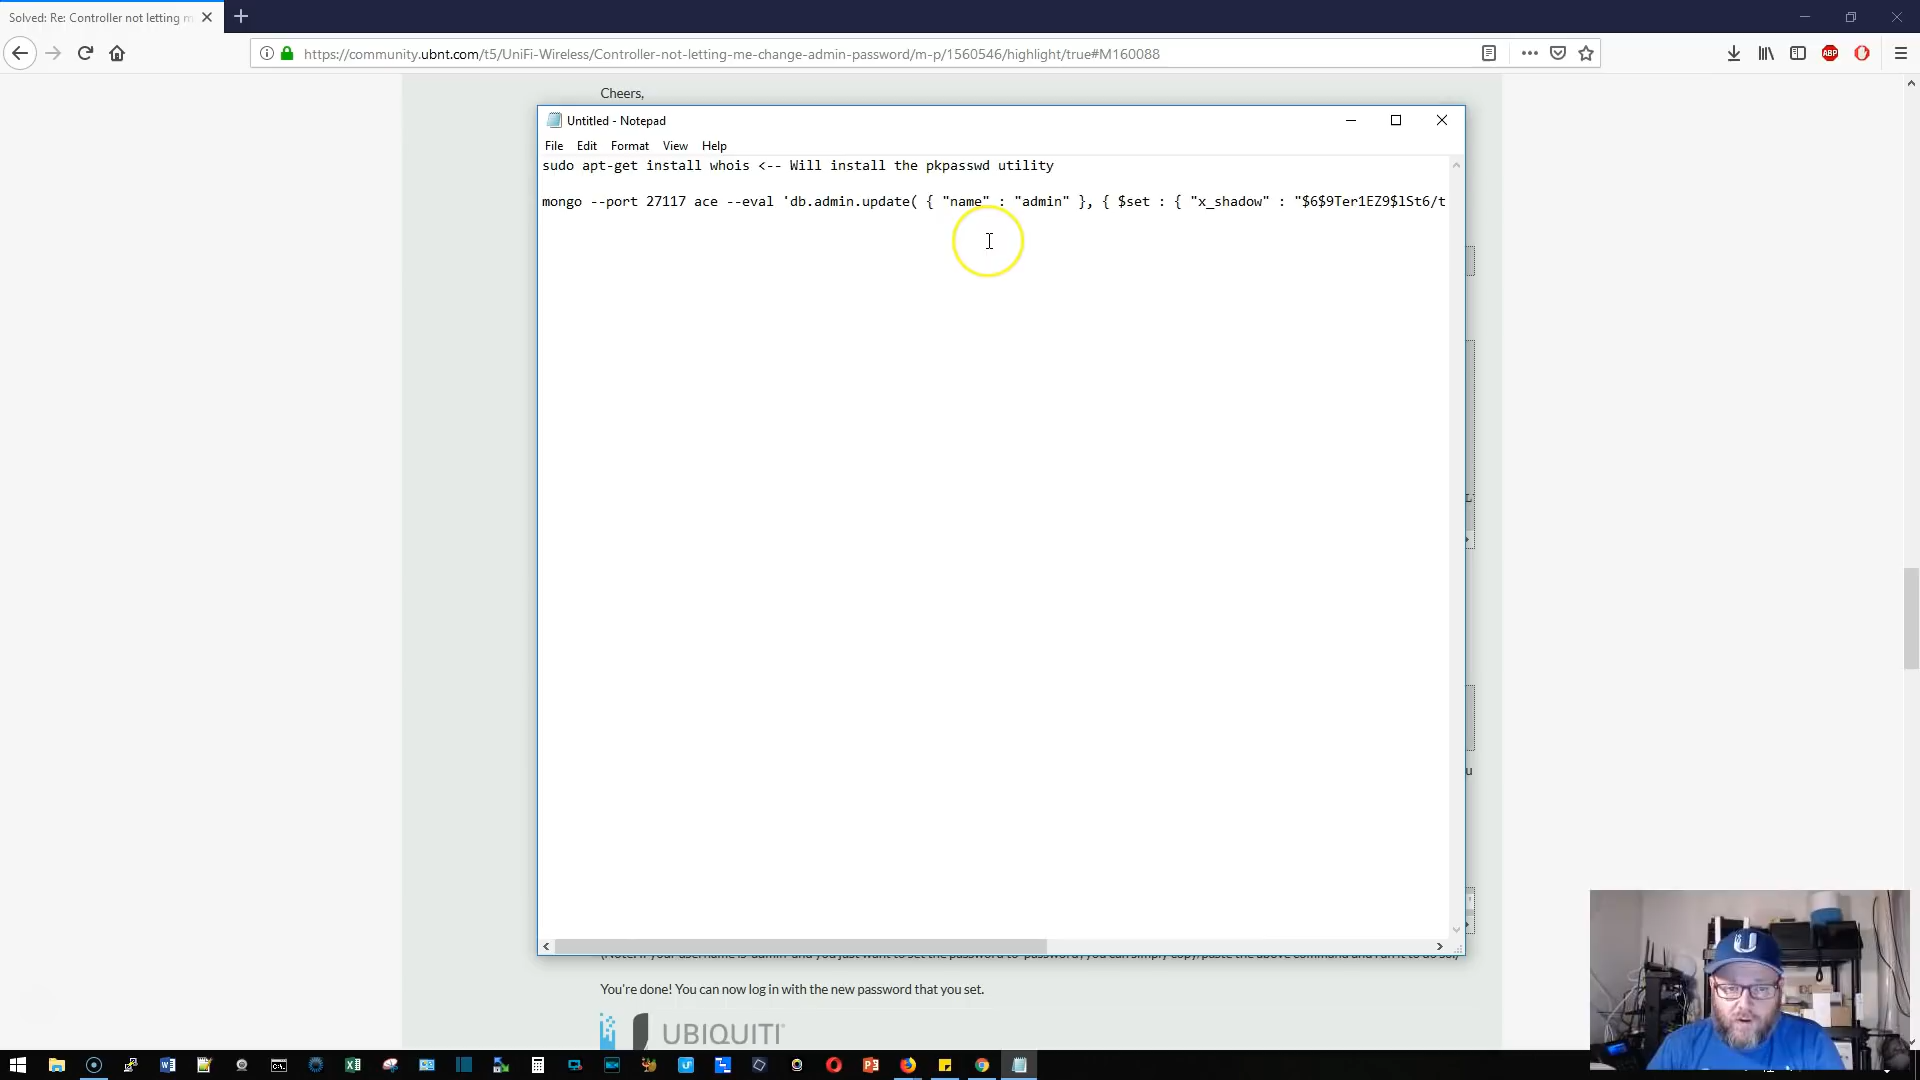 Solved: Re: Controller not letting m
https://community.ubnt.com/t5/UniFi-Wireless/Controller-not-letting-me-change-admin-password/m-p/1560546/highlight/true#M160088
ABP
Cheers,
Untitled - Notepad
File Edit Format View Help
sudo apt-get install whois <-- Will install the pkpasswd utility
mongo --port 27117 ace --eval 'db.admin.update( { "name" : "admin" }, { $set : { "x_shadow" : "$6$9Ter1EZ9$lSt6/t
u
You're done! You can now log in with the new password that you set.
UBIQUITI